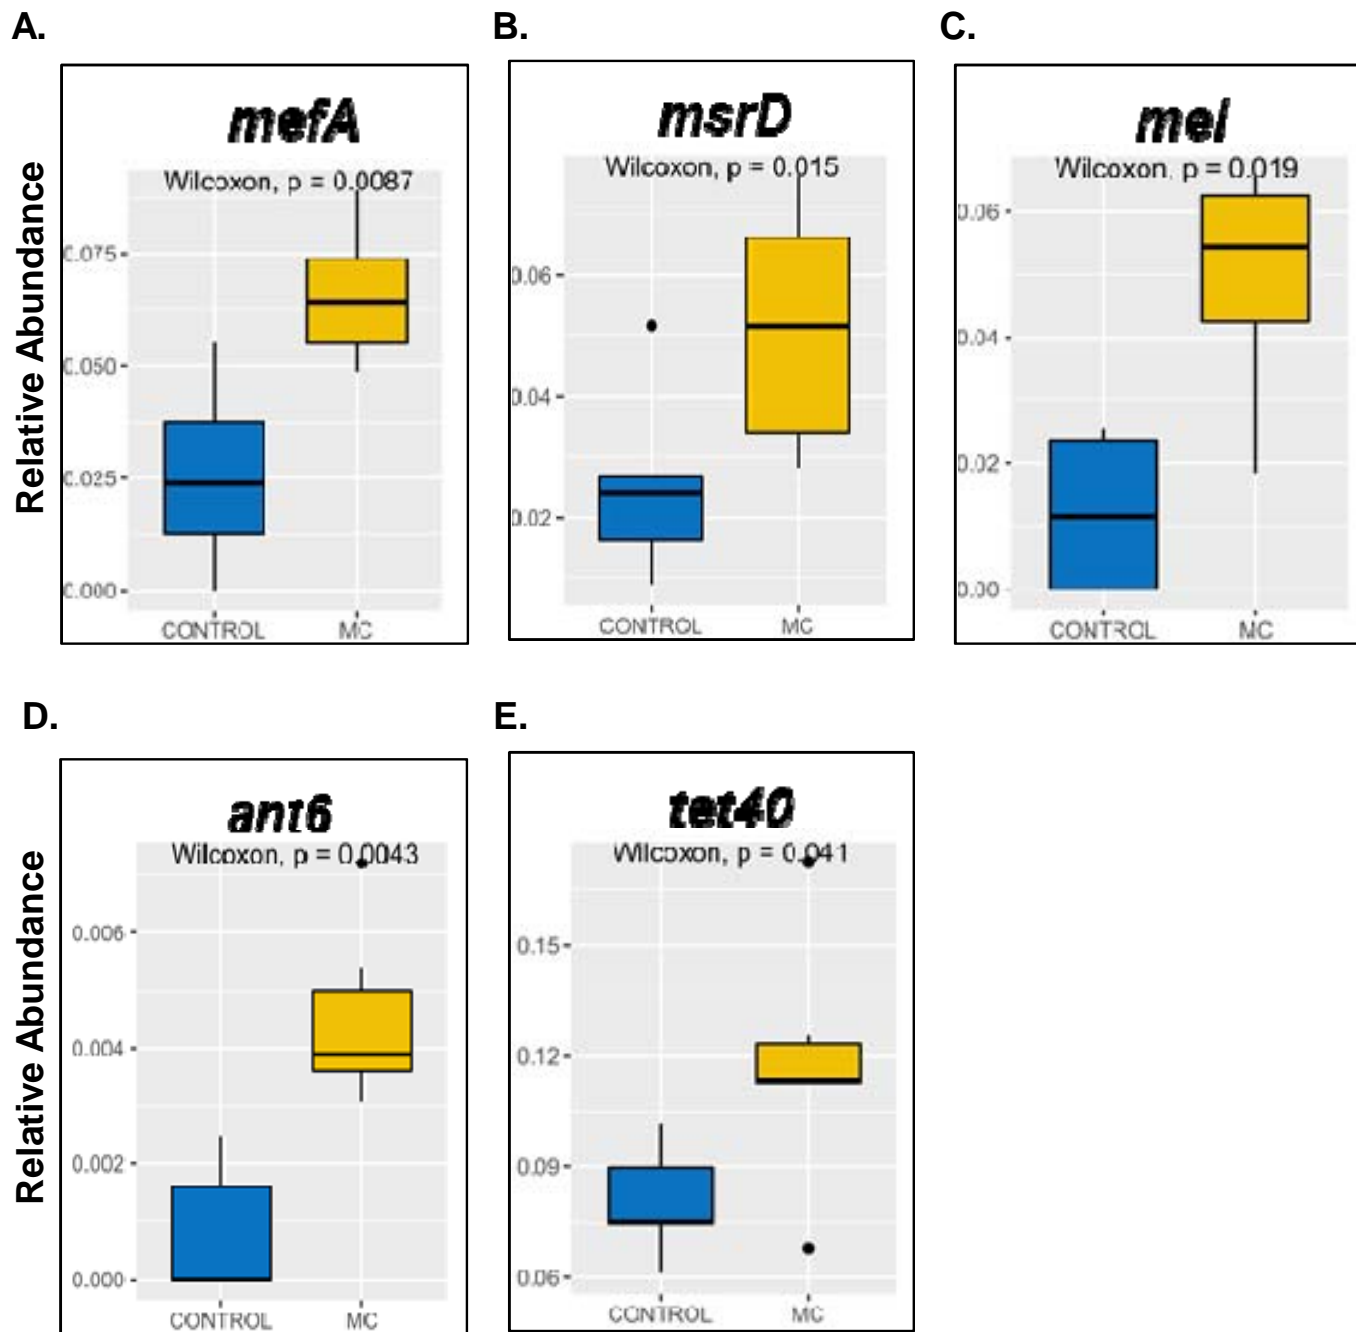 A.
B.
C.
mefA
msrD
mel
Wilcoxon, p = 0.0087
Wilcoxon, p = 0.015
Wilcoxon, p = 0.019
Relative Abundance
0.075
0.050
0.025
0.000
0.06
0.04
0.02
0.06
0.04
0.02
0.00
CONTROL MC
CONTROL MC
CONTROL MC
D.
E.
ant6
tet40
Wilcoxon, p = 0.0043
Wilcoxon, p = 0.041
Relative Abundance
0.006
0.004
0.002
0.000
0.15
0.12
0.09
0.06
CONTROL MC
CONTROL MC